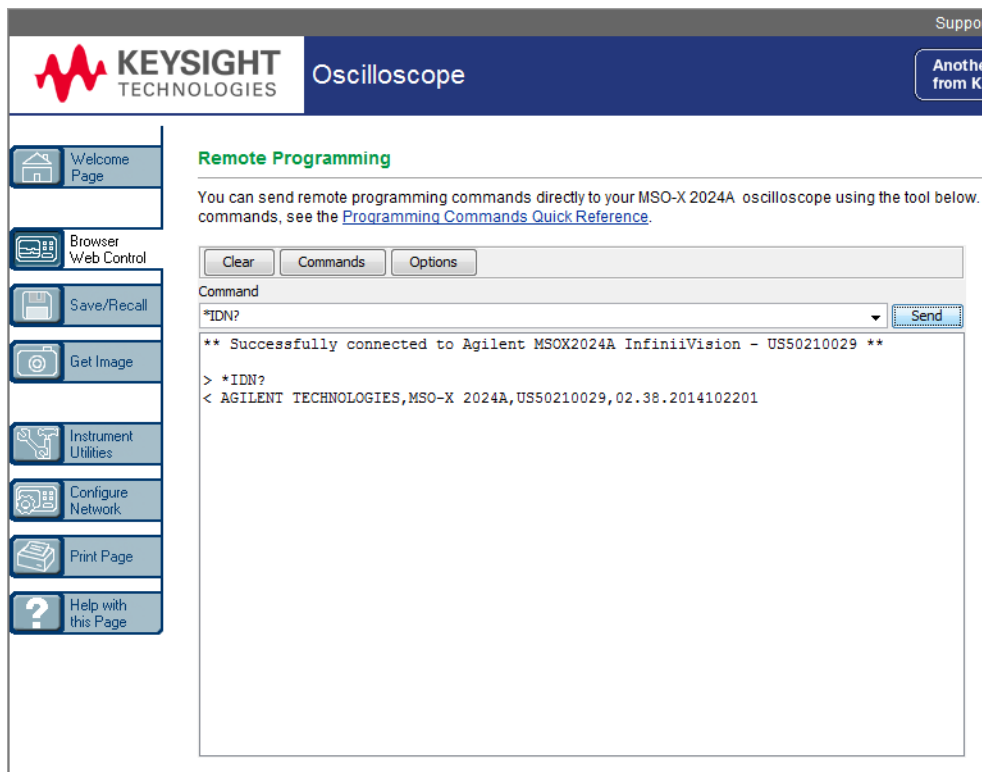 Suppo
KEYSIGHT
TECHNOLOGIES
Oscilloscope
Anothe
from K
Welcome
Page
Browser
Web Control
Save/Recall
Get Image
Instrument
Utilities
Configure
Network
Print Page
Help with
this Page
Remote Programming
You can send remote programming commands directly to your MSO-X 2024A oscilloscope using the tool below.
commands, see the Programming Commands Quick Reference.
Clear Commands Options
Command
*IDN? Send
** Successfully connected to Agilent MSOX2024A InfiniiVision - US50210029 **
> *IDN?
< AGILENT TECHNOLOGIES,MSO-X 2024A,US50210029,02.38.2014102201